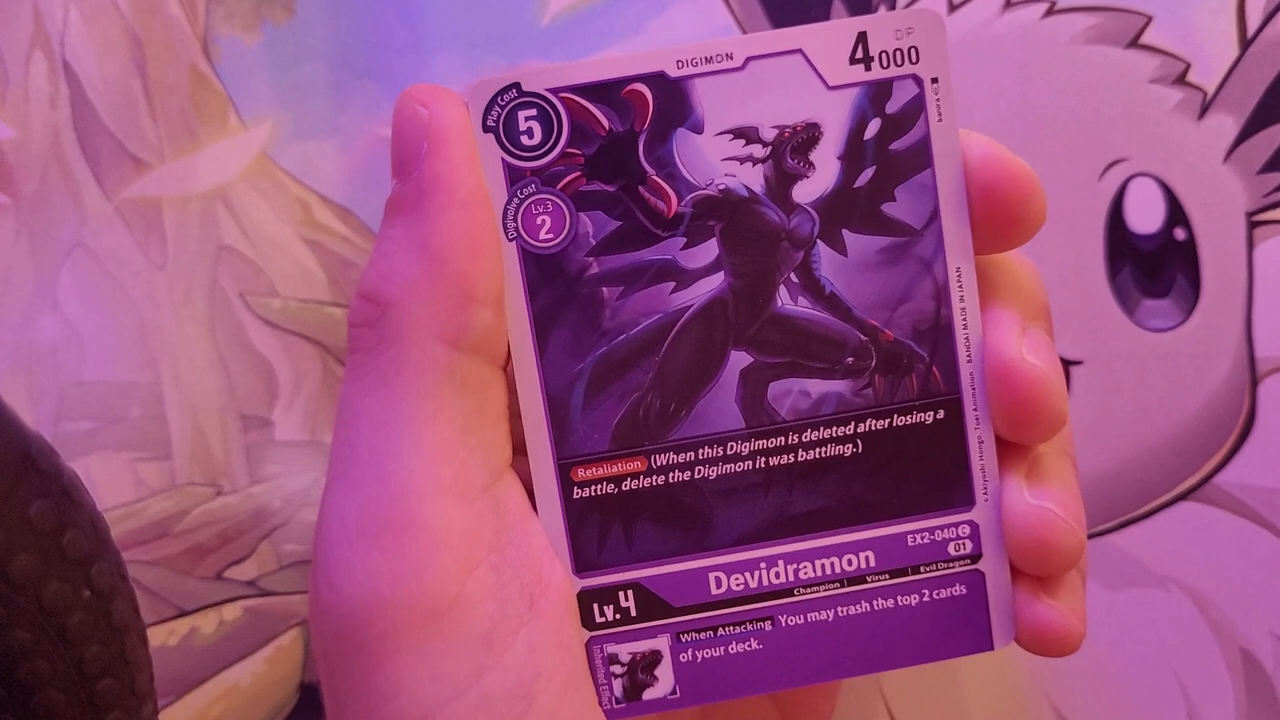 DIGIMON
DP
4000
Play Cost
5
Digivolve Cost
Lv.3
2
banira
BANDAI MADE IN JAPAN
© Akiyoshi Hongo, Toei Animation
Retaliation (When this Digimon is deleted after losing a
battle, delete the Digimon it was battling.)
EX2-040 C
01
Devidramon
Lv.4
Champion | Virus | Evil Dragon
Inherited Effect
When Attacking You may trash the top 2 cards
of your deck.